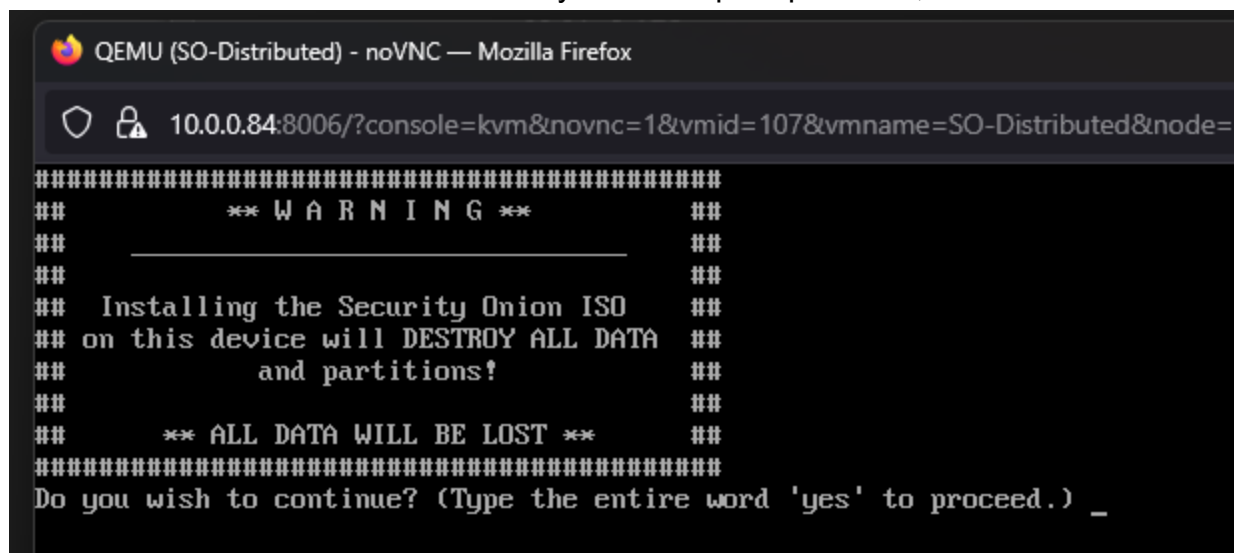 QEMU (SO-Distributed) - noVNC — Mozilla Firefox
10.0.0.84:8006/?console=kvm&novnc=1&vmid=107&vmname=SO-Distributed&node=
###########################################
## ** W A R N I N G ** ##
## ______________________________ ##
## ##
## Installing the Security Onion ISO ##
## on this device will DESTROY ALL DATA ##
## and partitions! ##
## ##
## ** ALL DATA WILL BE LOST ** ##
###########################################
Do you wish to continue? (Type the entire word 'yes' to proceed.) _